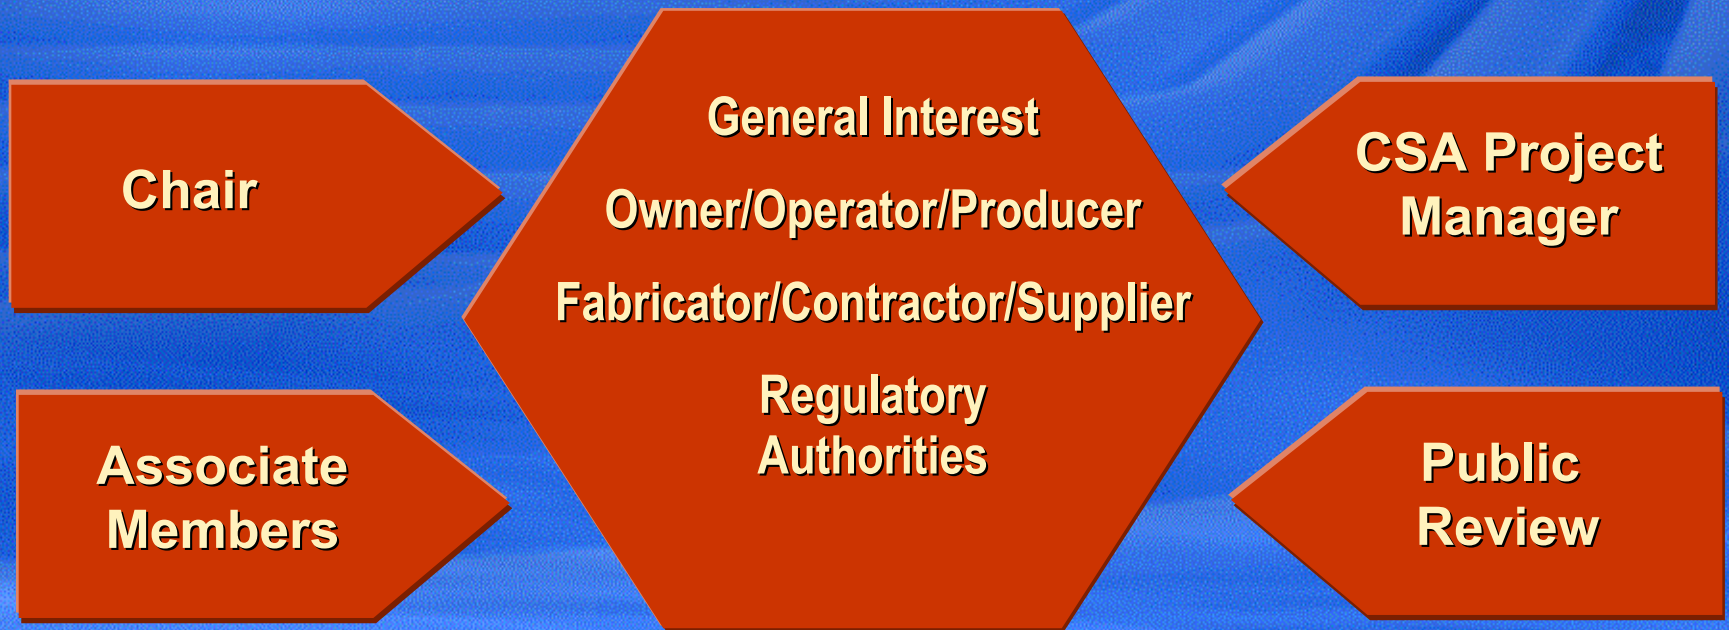 Chair
Associate
Members
General Interest
Owner/Operator/Producer
Fabricator/Contractor/Supplier
Regulatory
Authorities
CSA Project
Manager
Public
Review